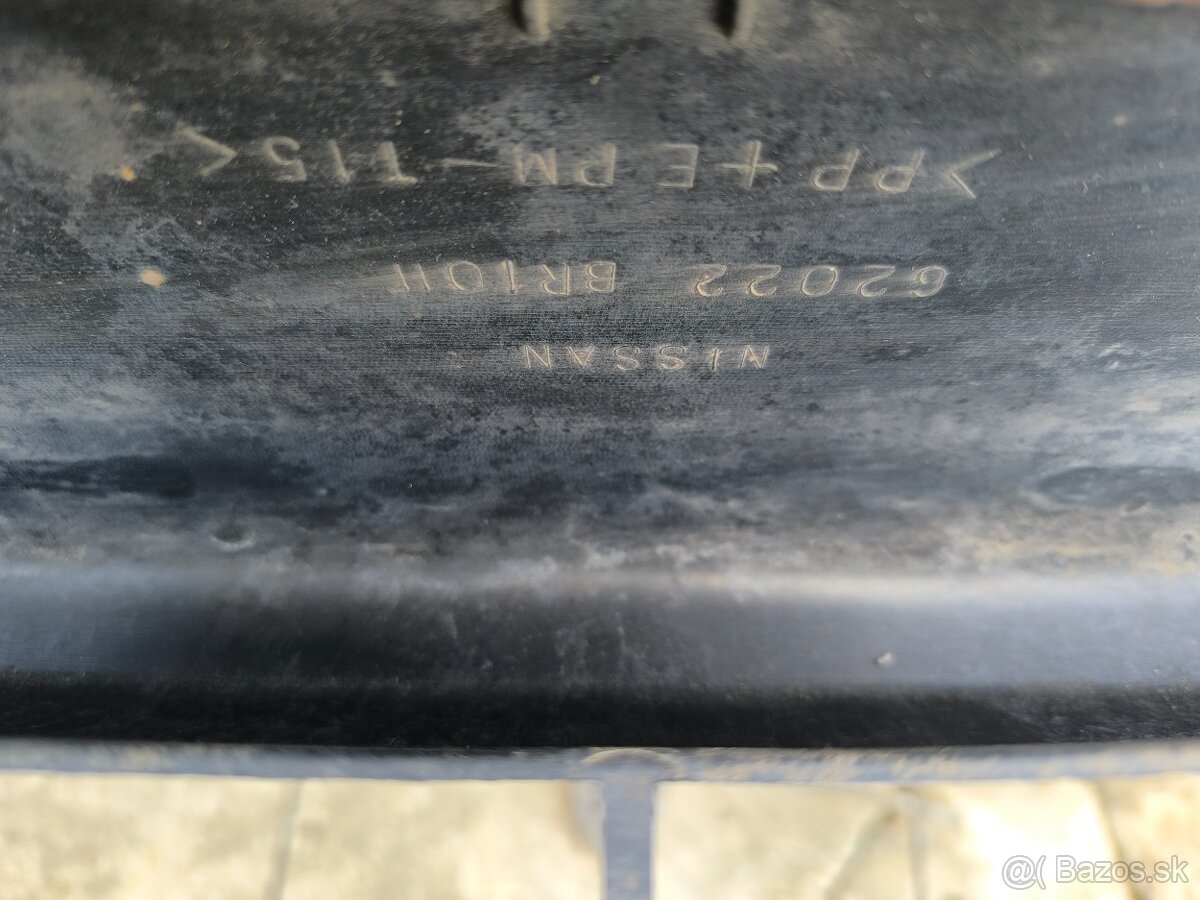 NISSAN
62022 BR10H
>PP+EPM-T15<
@( Bazos.sk